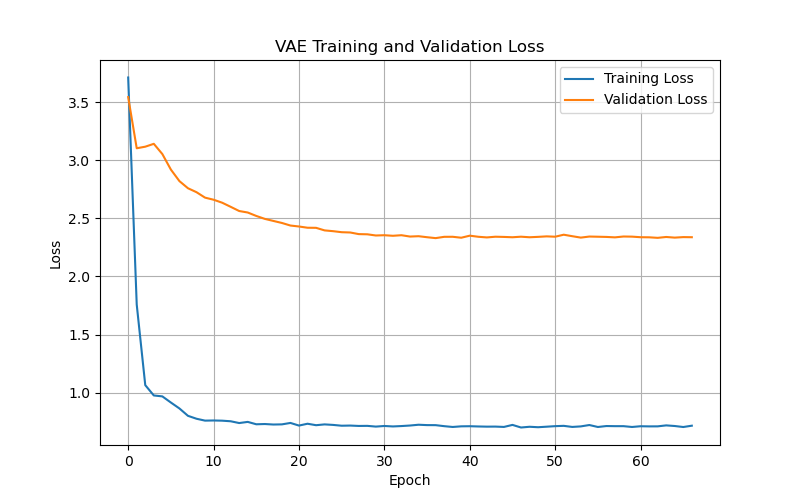 VAE Training and Validation Loss
Training Loss
Validation Loss
3.5
3.0
2.5
2.0
1.5
1.0
Loss
0 10 20 30 40 50 60
Epoch